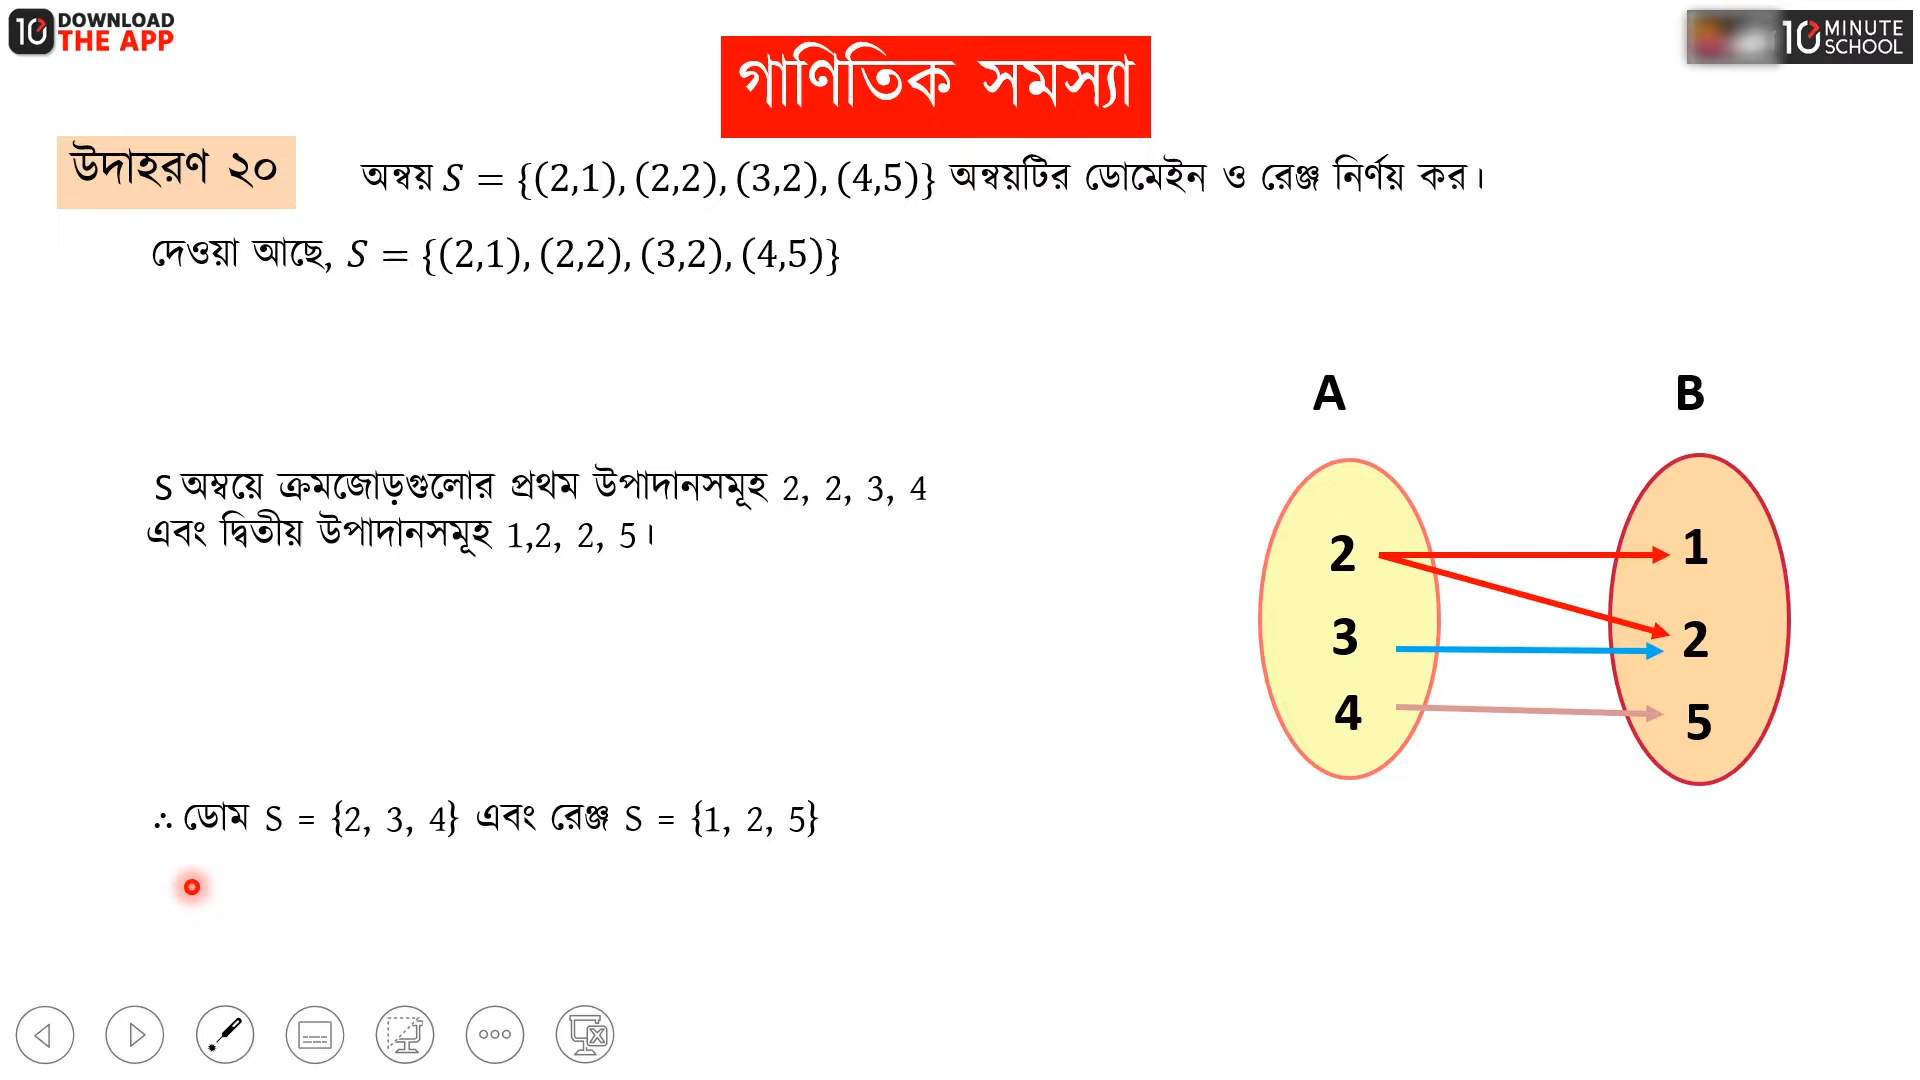 DOWNLOAD
THE APP
10 MINUTE
SCHOOL
গাণিতিক সমস্যা
উদাহরণ ২০
অন্বয় S = {(2,1), (2,2), (3,2), (4,5)} অন্বয়টির ডোমেইন ও রেঞ্জ নির্ণয় কর।
দেওয়া আছে, S = {(2,1), (2,2), (3,2), (4,5)}
A B
S অন্বয়ে ক্রমজোড়গুলোর প্রথম উপাদানসমূহ 2, 2, 3, 4
এবং দ্বিতীয় উপাদানসমূহ 1,2, 2, 5।
2 1
3 2
4 5
∴ ডোম S = {2, 3, 4} এবং রেঞ্জ S = {1, 2, 5}